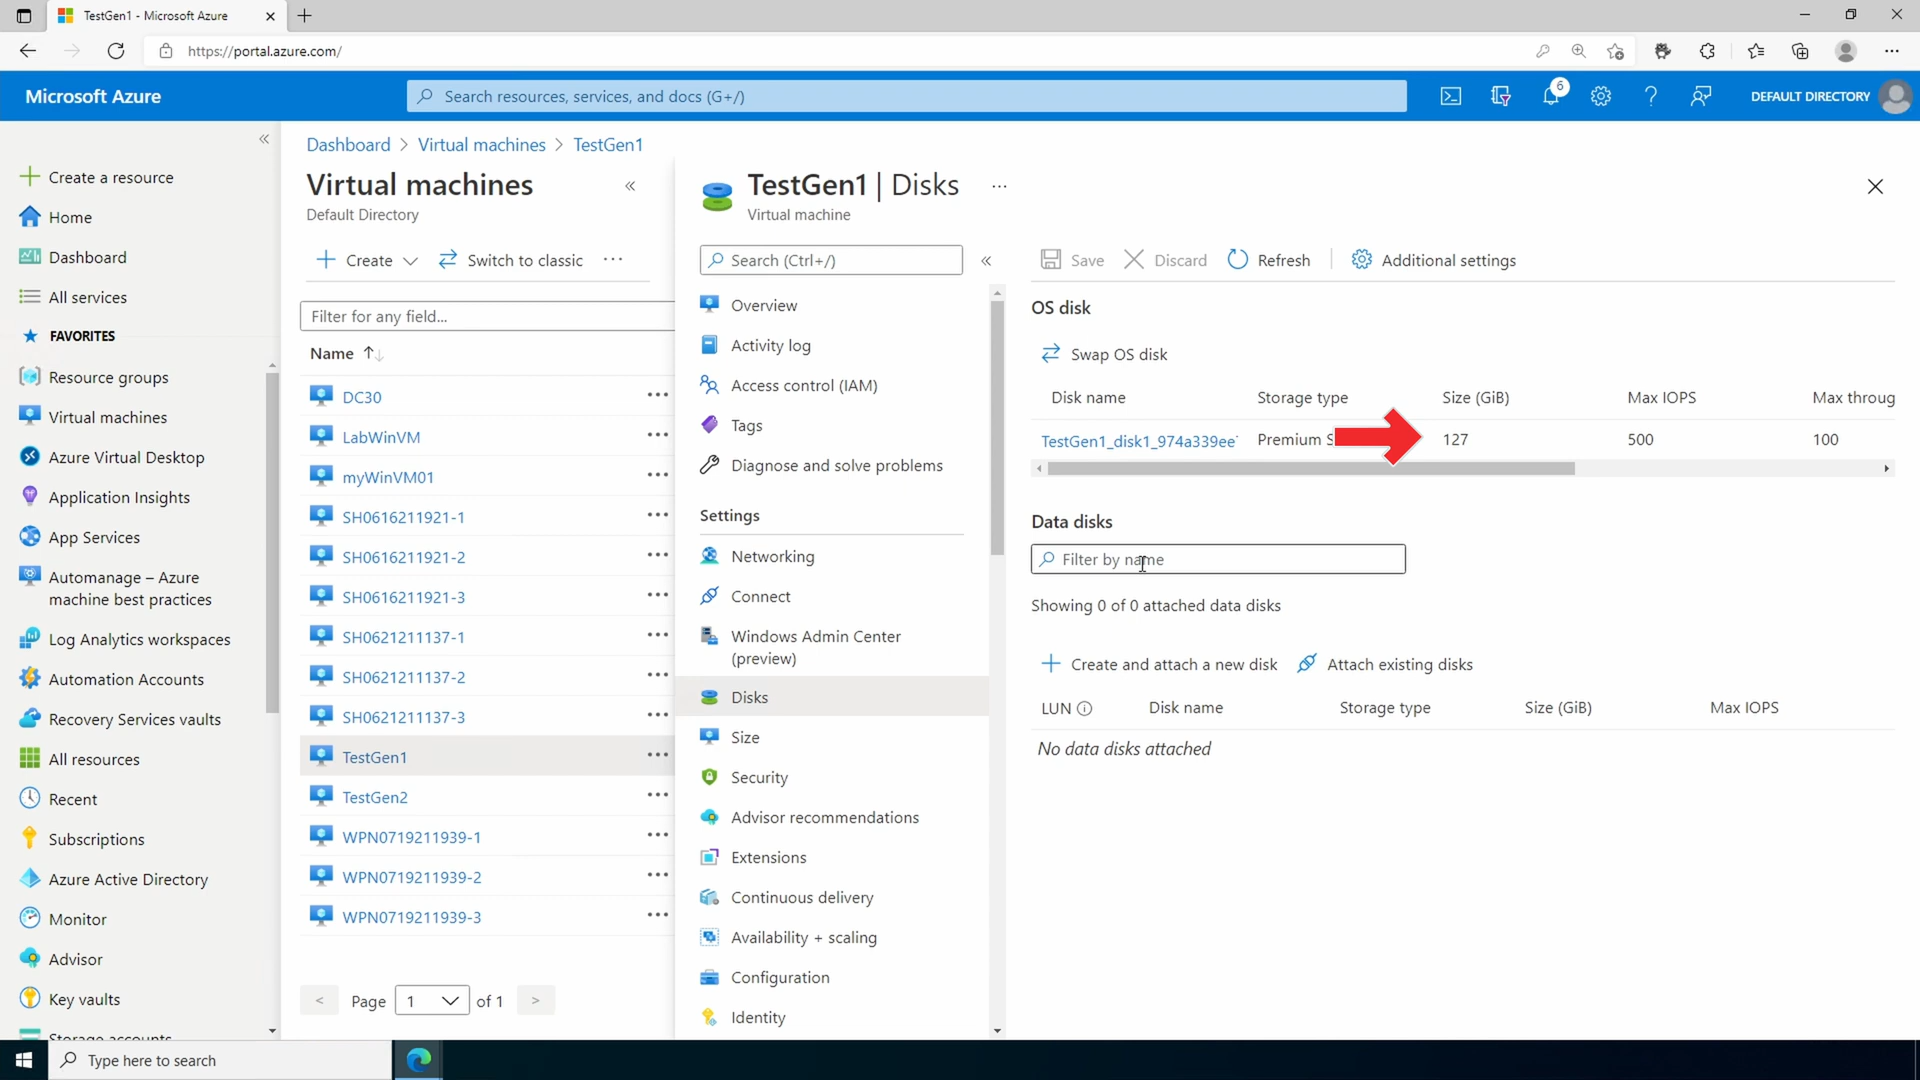 TestGen1 - Microsoft Azure
https://portal.azure.com/
Microsoft Azure
Search resources, services, and docs (G+/)
6
DEFAULT DIRECTORY
Create a resource
Home
Dashboard
All services
FAVORITES
Resource groups
Virtual machines
Azure Virtual Desktop
Application Insights
App Services
Automanage – Azure
machine best practices
Log Analytics workspaces
Automation Accounts
Recovery Services vaults
All resources
Recent
Subscriptions
Azure Active Directory
Monitor
Advisor
Key vaults
Storage accounts
Dashboard > Virtual machines > TestGen1
Virtual machines
Default Directory
Create
Switch to classic
Filter for any field...
Name
DC30
LabWinVM
myWinVM01
SH0616211921-1
SH0616211921-2
SH0616211921-3
SH0621211137-1
SH0621211137-2
SH0621211137-3
TestGen1
TestGen2
WPN0719211939-1
WPN0719211939-2
WPN0719211939-3
< Page 1 of 1 >
TestGen1 | Disks
Virtual machine
Search (Ctrl+/)
Overview
Activity log
Access control (IAM)
Tags
Diagnose and solve problems
Settings
Networking
Connect
Windows Admin Center
(preview)
Disks
Size
Security
Advisor recommendations
Extensions
Continuous delivery
Availability + scaling
Configuration
Identity
Save Discard Refresh Additional settings
OS disk
Swap OS disk
Disk name Storage type Size (GiB) Max IOPS Max throug
TestGen1_disk1_974a339ee Premium S 127 500 100
Data disks
Filter by name
Showing 0 of 0 attached data disks
Create and attach a new disk Attach existing disks
LUN Disk name Storage type Size (GiB) Max IOPS
No data disks attached
Type here to search